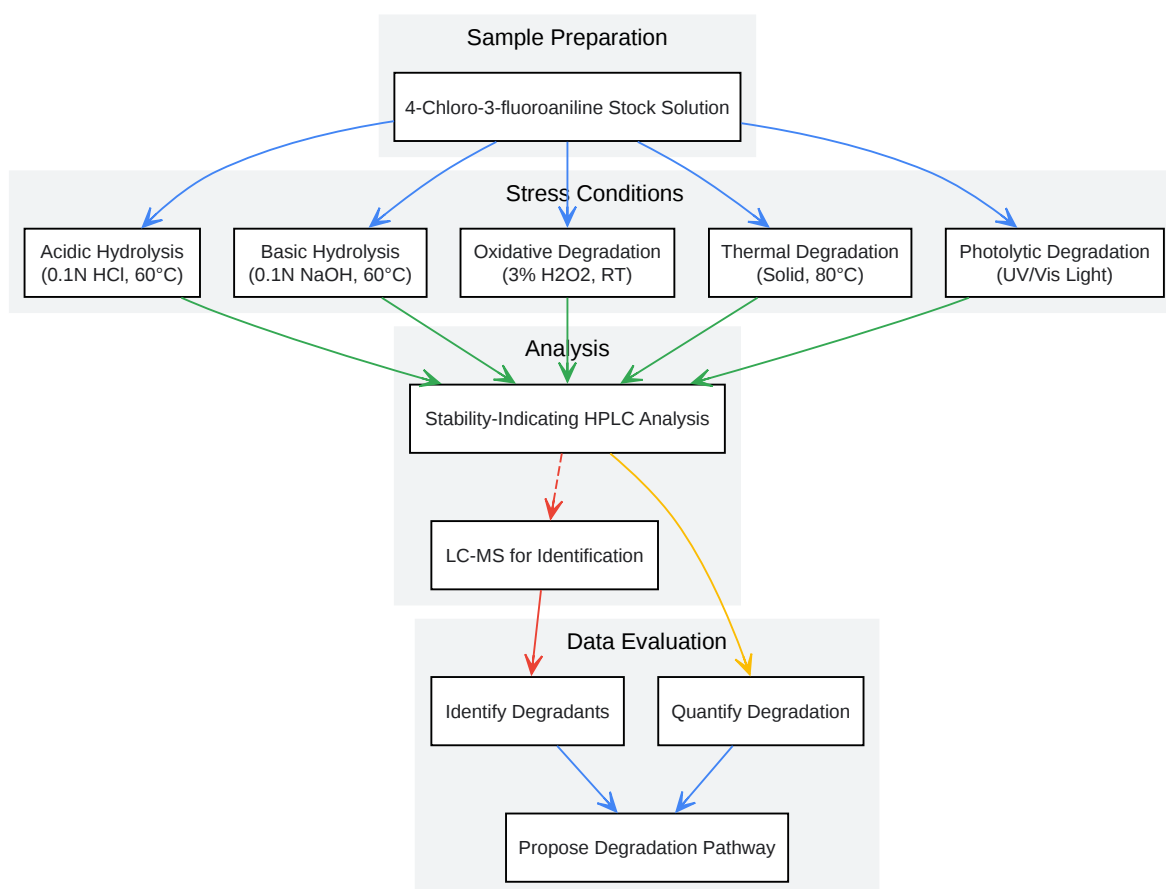 Sample Preparation
4-Chloro-3-fluoroaniline Stock Solution
Stress Conditions
Acidic Hydrolysis
(0.1N HCl, 60°C)
Basic Hydrolysis
(0.1N NaOH, 60°C)
Oxidative Degradation
(3% H2O2, RT)
Thermal Degradation
(Solid, 80°C)
Photolytic Degradation
(UV/Vis Light)
Analysis
Stability-Indicating HPLC Analysis
LC-MS for Identification
Data Evaluation
Identify Degradants
Quantify Degradation
Propose Degradation Pathway